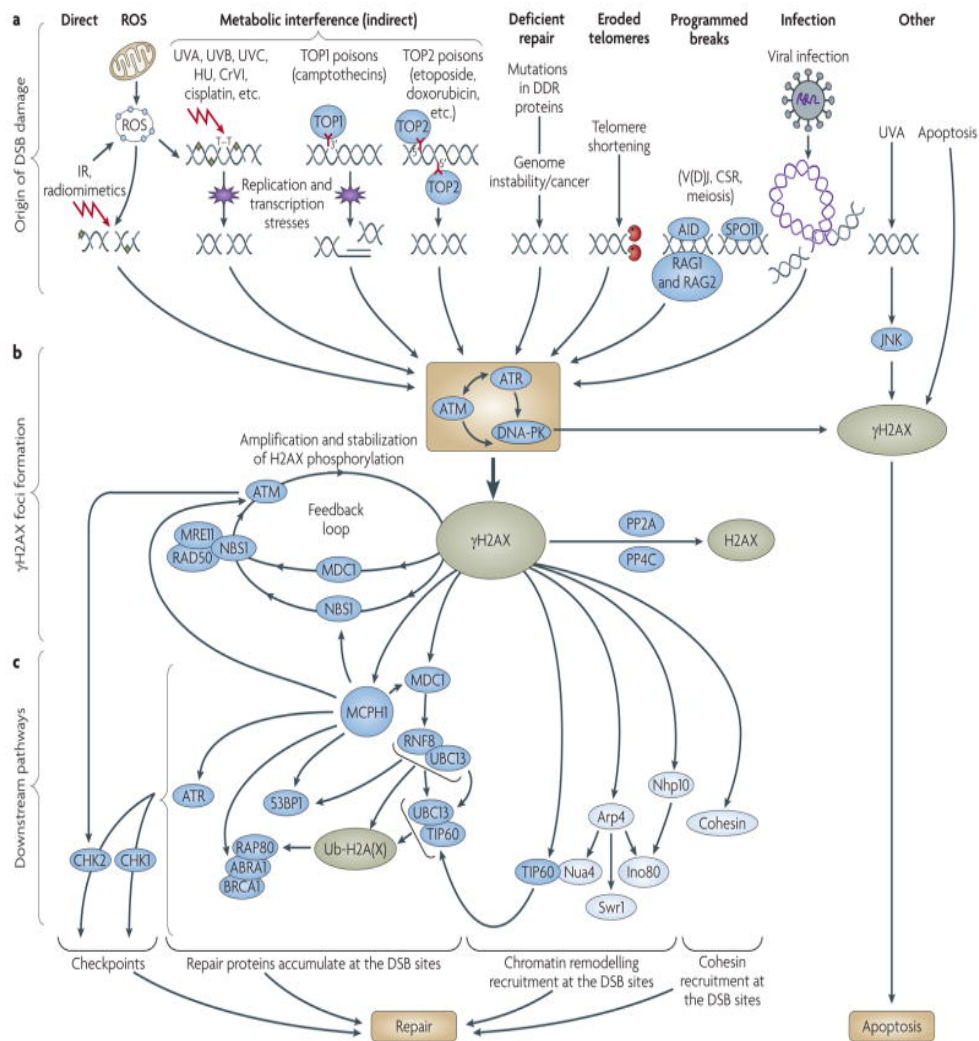 a
Direct
ROS
Metabolic interference (indirect)
Deficient
repair
Eroded
telomeres
Programmed
breaks
Infection
Other
Origin of DSB damage
UVA, UVB, UVC,
HU, CrVI,
cisplatin, etc.
TOP1 poisons
(camptothecins)
TOP2 poisons
(etoposide,
doxorubicin,
etc.)
Mutations
in DDR
proteins
Viral infection
ROS
T–T
TOP1
3'
TOP2
5'
5'
TOP2
Telomere
shortening
UVA
Apoptosis
IR,
radiomimetics
Replication and
transcription
stresses
Genome
instability/cancer
(V(D)J, CSR,
meiosis)
AID
SPO11
RAG1
and RAG2
JNK
b
γH2AX foci formation
ATR
ATM
DNA-PK
γH2AX
Amplification and stabilization
of H2AX phosphorylation
ATM
Feedback
loop
MRE11
RAD50
NBS1
MDC1
NBS1
γH2AX
PP2A
PP4C
H2AX
c
Downstream pathways
MCPH1
MDC1
RNF8
UBC13
ATR
53BP1
UBC13
TIP60
Nhp10
Arp4
Cohesin
CHK2
CHK1
RAP80
ABRA1
BRCA1
Ub-H2A(X)
TIP60
Nua4
Ino80
Swr1
Checkpoints
Repair proteins accumulate at the DSB sites
Chromatin remodelling
recruitment at the DSB sites
Cohesin
recruitment at
the DSB sites
Repair
Apoptosis